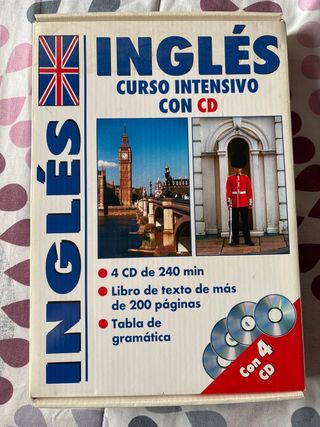 INGLÉS
INGLÉS
CURSO INTENSIVO
CON CD
4 CD de 240 min
Libro de texto de más
de 200 páginas
Tabla de
gramática
Con 4
CD